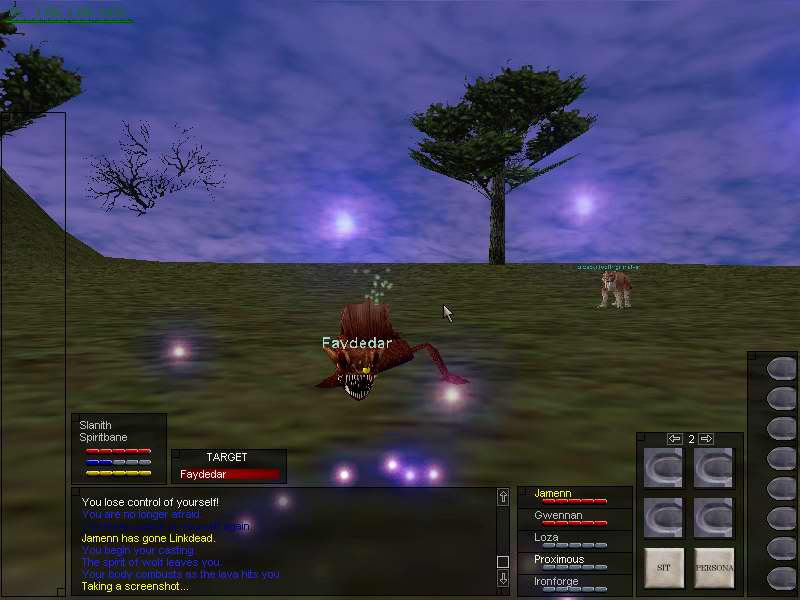 Faydedar
Slanith
Spiritbane
TARGET
Faydedar
You lose control of yourself!
You are no longer afraid.
Jamenn has gone Linkdead.
You begin your casting.
The spirit of wolf leaves you.
Your body combusts as the lava hits you.
Taking a screenshot...
Jamenn
Gwennan
Loza
Proximous
Ironforge
2
SIT
PERSONA